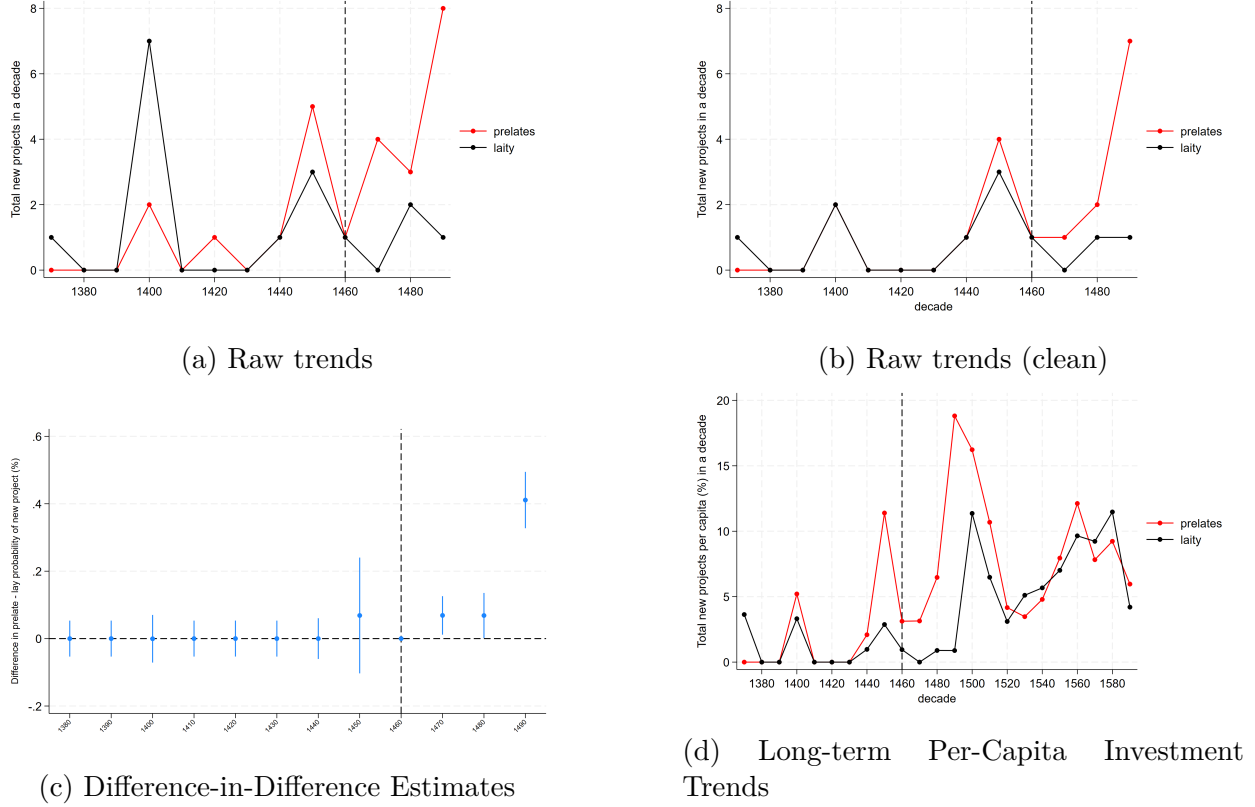 Total new projects in a decade
8
6
4
2
0
1380 1400 1420 1440 1460 1480
prelates
laity
(a) Raw trends
Total new projects in a decade
8
6
4
2
0
1380 1400 1420 1440 1460 1480
decade
prelates
laity
(b) Raw trends (clean)
Difference in prelate - lay probability of new project (%)
.6
.4
.2
0
-.2
1380 1390 1400 1410 1420 1430 1440 1450 1460 1470 1480 1490
(c) Difference-in-Difference Estimates
Total new projects per capita (%) in a decade
20
15
10
5
0
1380 1400 1420 1440 1460 1480 1500 1520 1540 1560 1580
decade
prelates
laity
(d) Long-term Per-Capita Investment
Trends